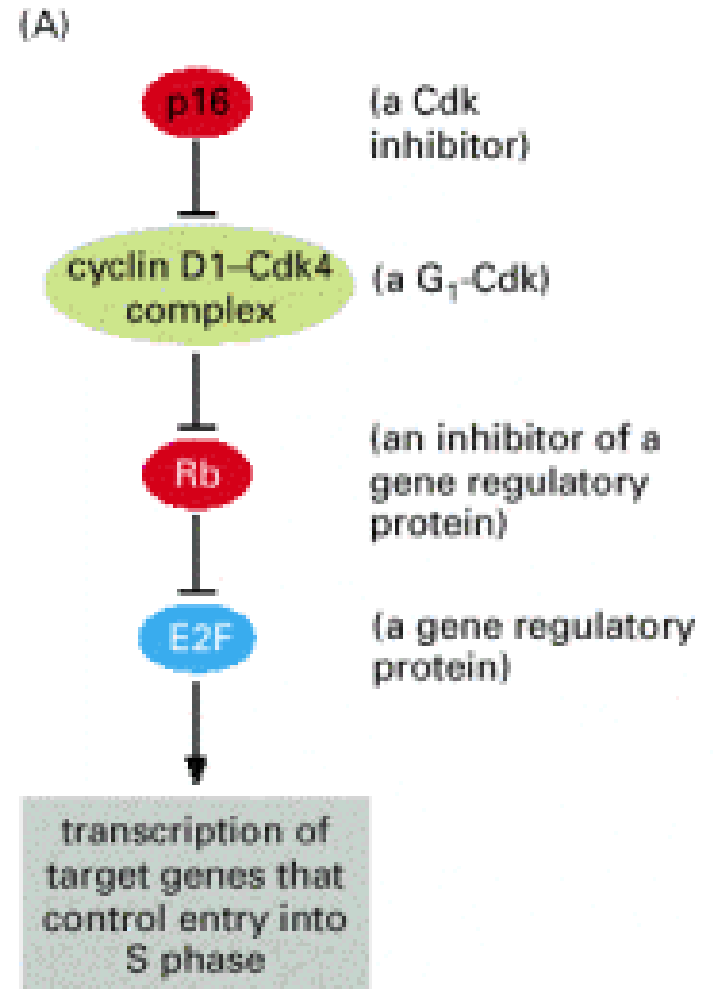 (A)
p16
(a Cdk
inhibitor)
cyclin D1–Cdk4
complex
(a G₁-Cdk)
Rb
(an inhibitor of a
gene regulatory
protein)
E2F
(a gene regulatory
protein)
transcription of
target genes that
control entry into
S phase